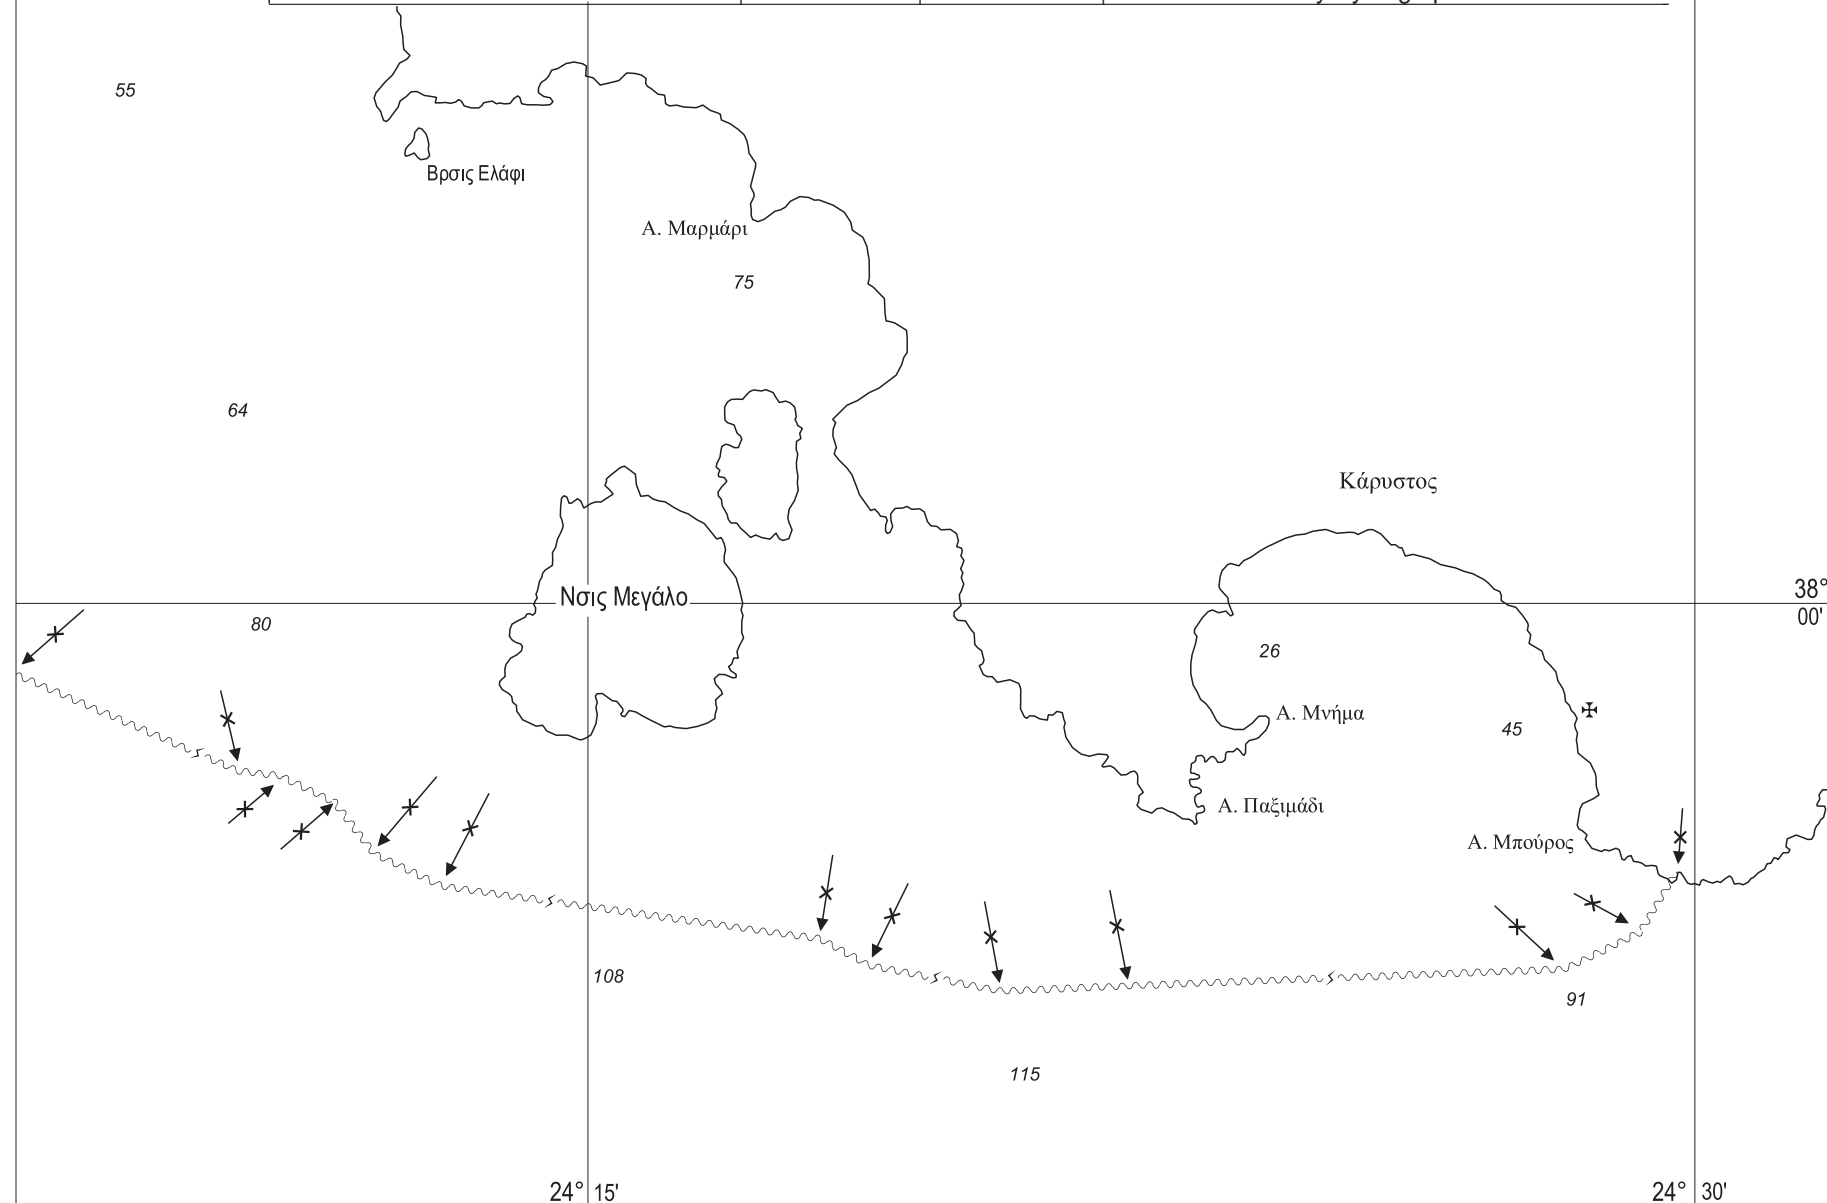 55
Βρσις Ελάφι
Α. Μαρμάρι
75
64
Κάρυστος
38°
00'
Νσις Μεγάλο
80
26
Α. Μνήμα
45
Α. Παξιμάδι
Α. Μπούρος
108
91
115
24° 15'
24° 30'